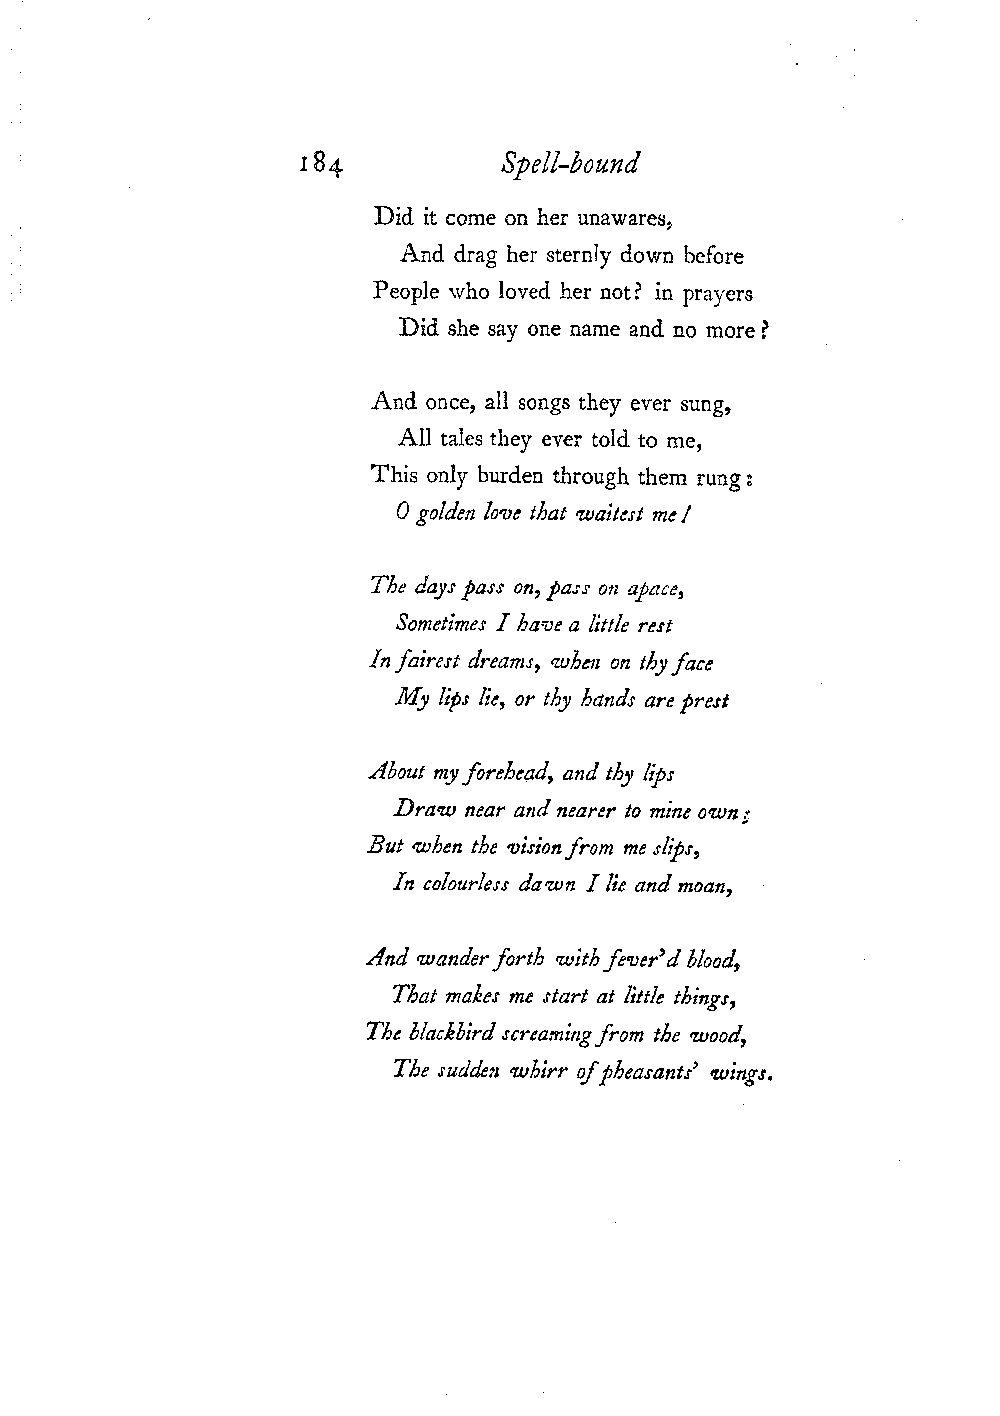 184 Spell-bound
Did it come on her unawares,
And drag her sternly down before
People who loved her not? in prayers
Did she say one name and no more?
And once, all songs they ever sung,
All tales they ever told to me,
This only burden through them rung:
O golden love that waitest me!
The days pass on, pass on apace,
Sometimes I have a little rest
In fairest dreams, when on thy face
My lips lie, or thy hands are prest
About my forehead, and thy lips
Draw near and nearer to mine own;
But when the vision from me slips,
In colourless dawn I lie and moan,
And wander forth with fever'd blood,
That makes me start at little things,
The blackbird screaming from the wood,
The sudden whirr of pheasants' wings.